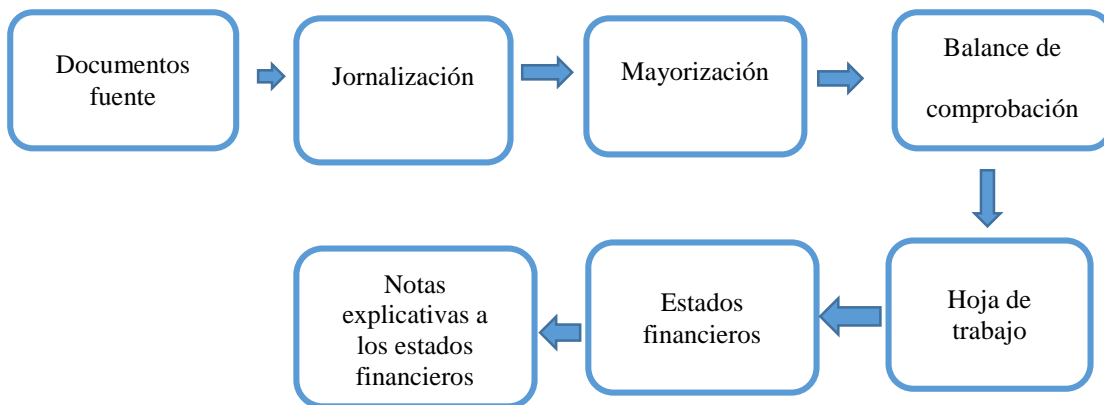 Documentos
fuente
Jornalización
Mayorización
Balance de
comprobación
Hoja de
trabajo
Estados
financieros
Notas
explicativas a
los estados
financieros